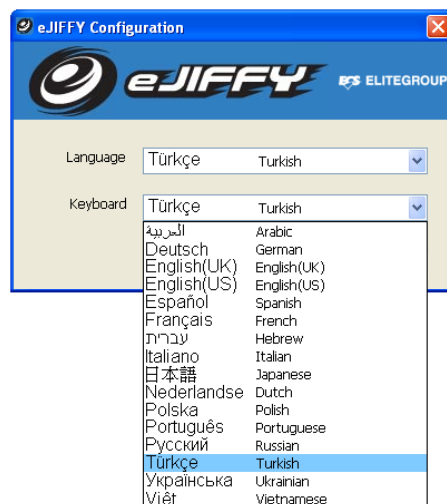 eJIFFY Configuration
eJIFFY ECS ELITEGROUP
Language Türkçe Turkish
Keyboard Türkçe Turkish
العربية Arabic
Deutsch German
English(UK) English(UK)
English(US) English(US)
Español Spanish
Français French
עברית Hebrew
Italiano Italian
日本語 Japanese
Nederlandse Dutch
Polska Polish
Português Portuguese
Русский Russian
Türkçe Turkish
Українська Ukrainian
Việt Vietnamese